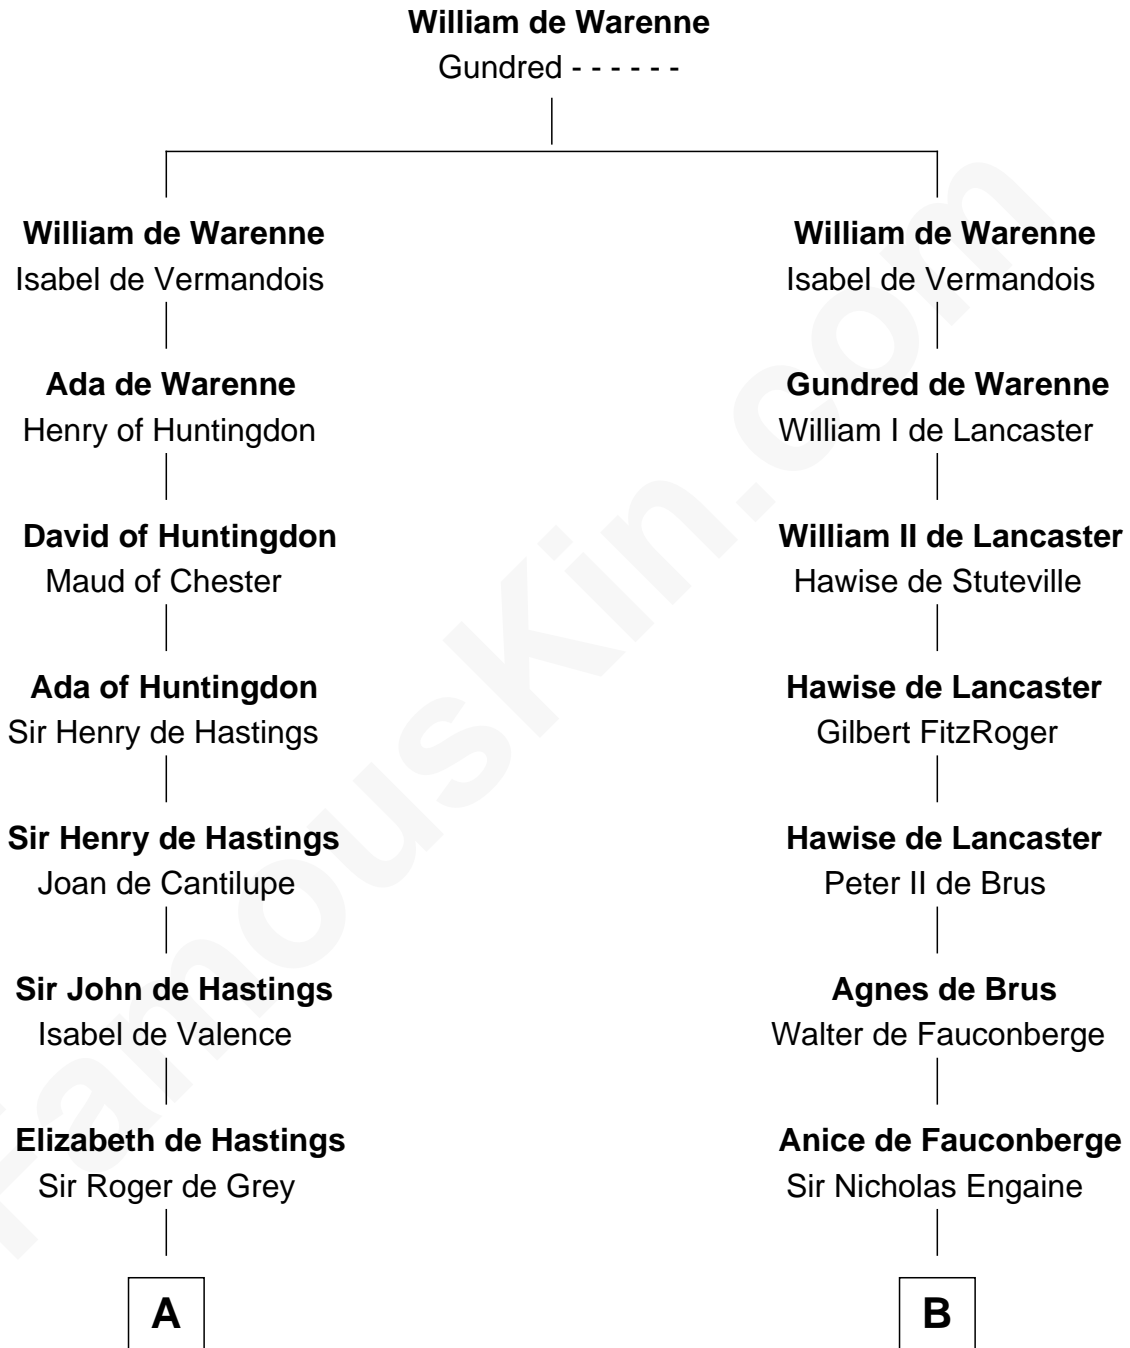 William de Warenne
Gundred - - - - - -
William de Warenne
Isabel de Vermandois
Ada de Warenne
Henry of Huntingdon
David of Huntingdon
Maud of Chester
Ada of Huntingdon
Sir Henry de Hastings
Sir Henry de Hastings
Joan de Cantilupe
Sir John de Hastings
Isabel de Valence
Elizabeth de Hastings
Sir Roger de Grey
A
William de Warenne
Isabel de Vermandois
Gundred de Warenne
William I de Lancaster
William II de Lancaster
Hawise de Stuteville
Hawise de Lancaster
Gilbert FitzRoger
Hawise de Lancaster
Peter II de Brus
Agnes de Brus
Walter de Fauconberge
Anice de Fauconberge
Sir Nicholas Engaine
B
FamousKin.com